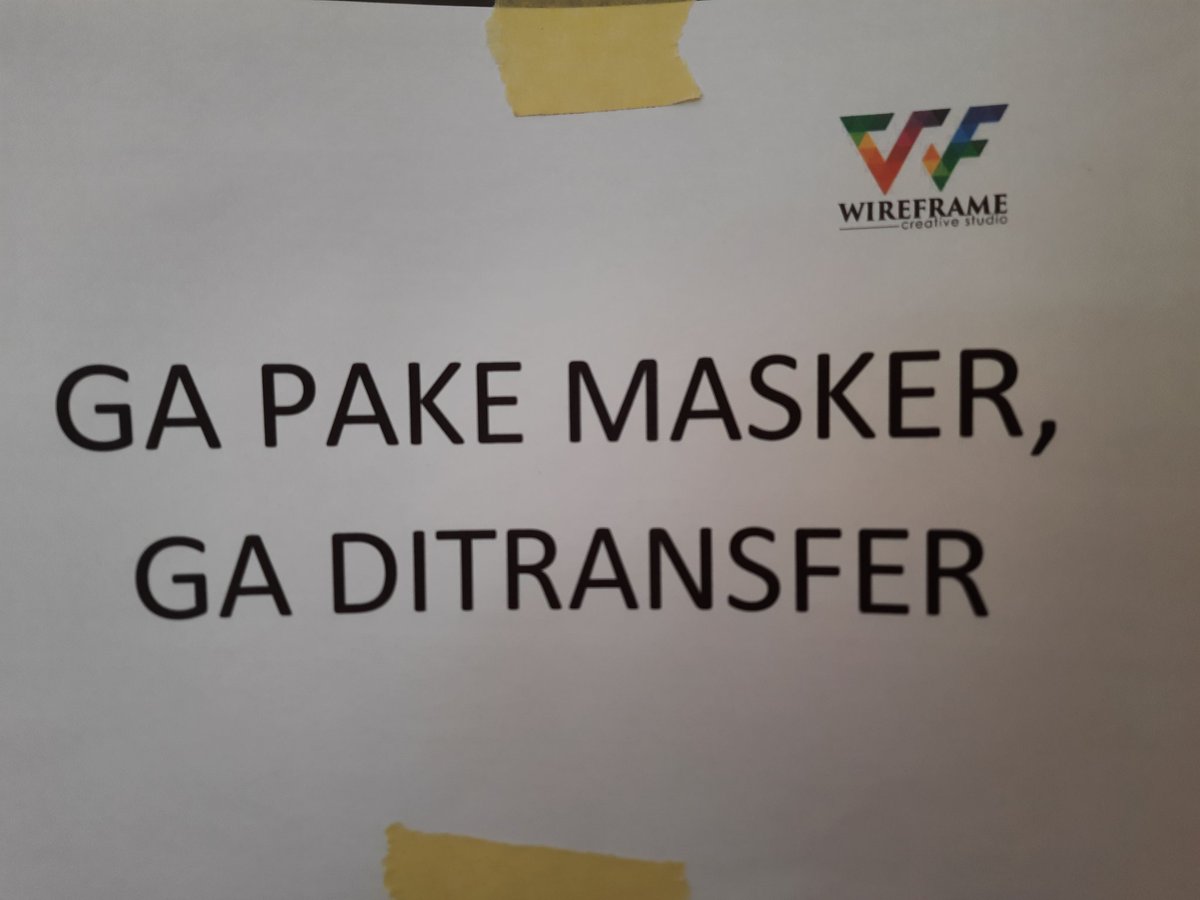 WIREFRAME
creative studio
GA PAKE MASKER,
GA DITRANSFER